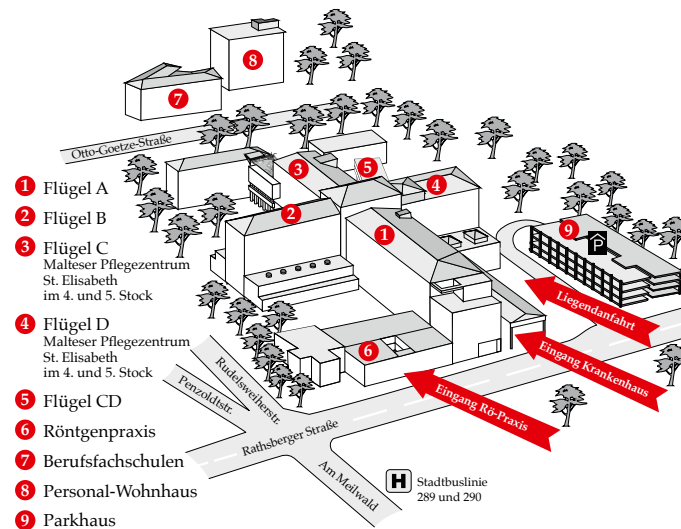 8
7
Otto-Goetze-Straße
3
5
4
2
1
9
P
6
Liegendanfahrt
Eingang Krankenhaus
Eingang Rö-Praxis
Rudelsweiherstr.
Penzoldtstr.
Rathsberger Straße
Am Meilwald
H Stadtbuslinie
289 und 290
1 Flügel A
2 Flügel B
3 Flügel C
Malteser Pflegezentrum
St. Elisabeth
im 4. und 5. Stock
4 Flügel D
Malteser Pflegezentrum
St. Elisabeth
im 4. und 5. Stock
5 Flügel CD
6 Röntgenpraxis
7 Berufsfachschulen
8 Personal-Wohnhaus
9 Parkhaus